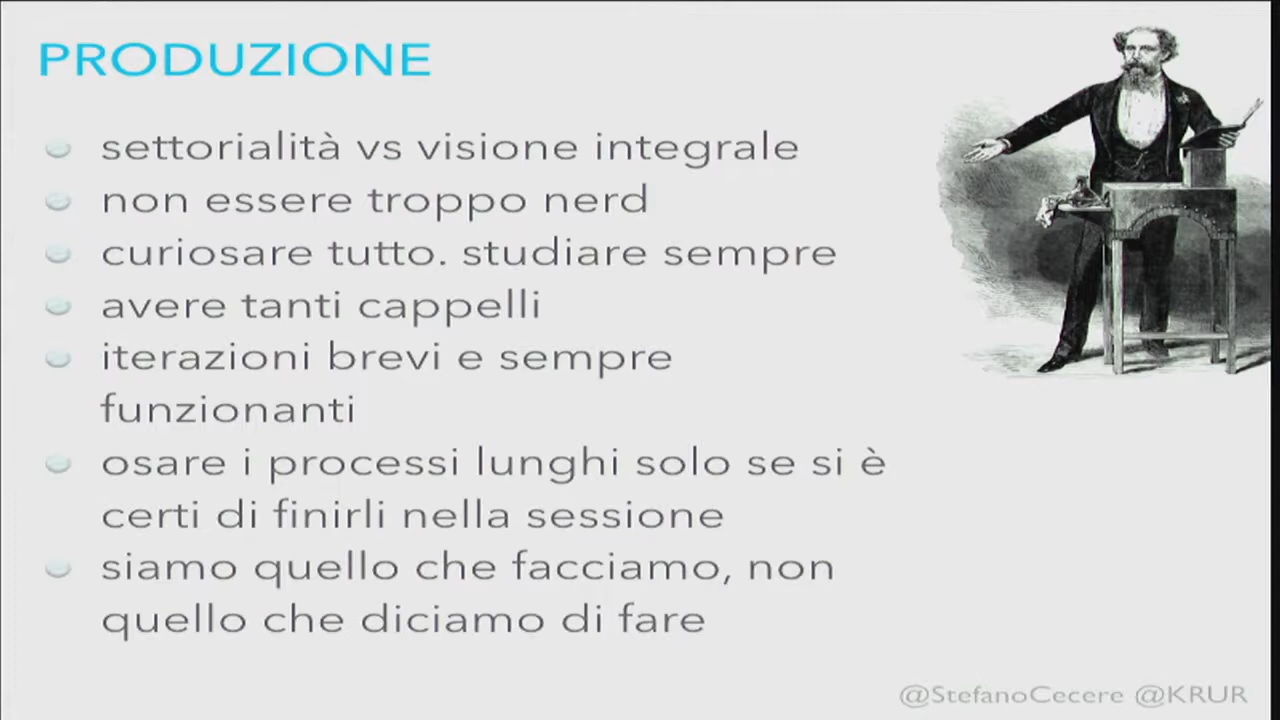 PRODUZIONE
settorialità vs visione integrale
non essere troppo nerd
curiosare tutto. studiare sempre
avere tanti cappelli
iterazioni brevi e sempre
funzionanti
osare i processi lunghi solo se si è
certi di finirli nella sessione
siamo quello che facciamo, non
quello che diciamo di fare
@StefanoCecere @KRUR